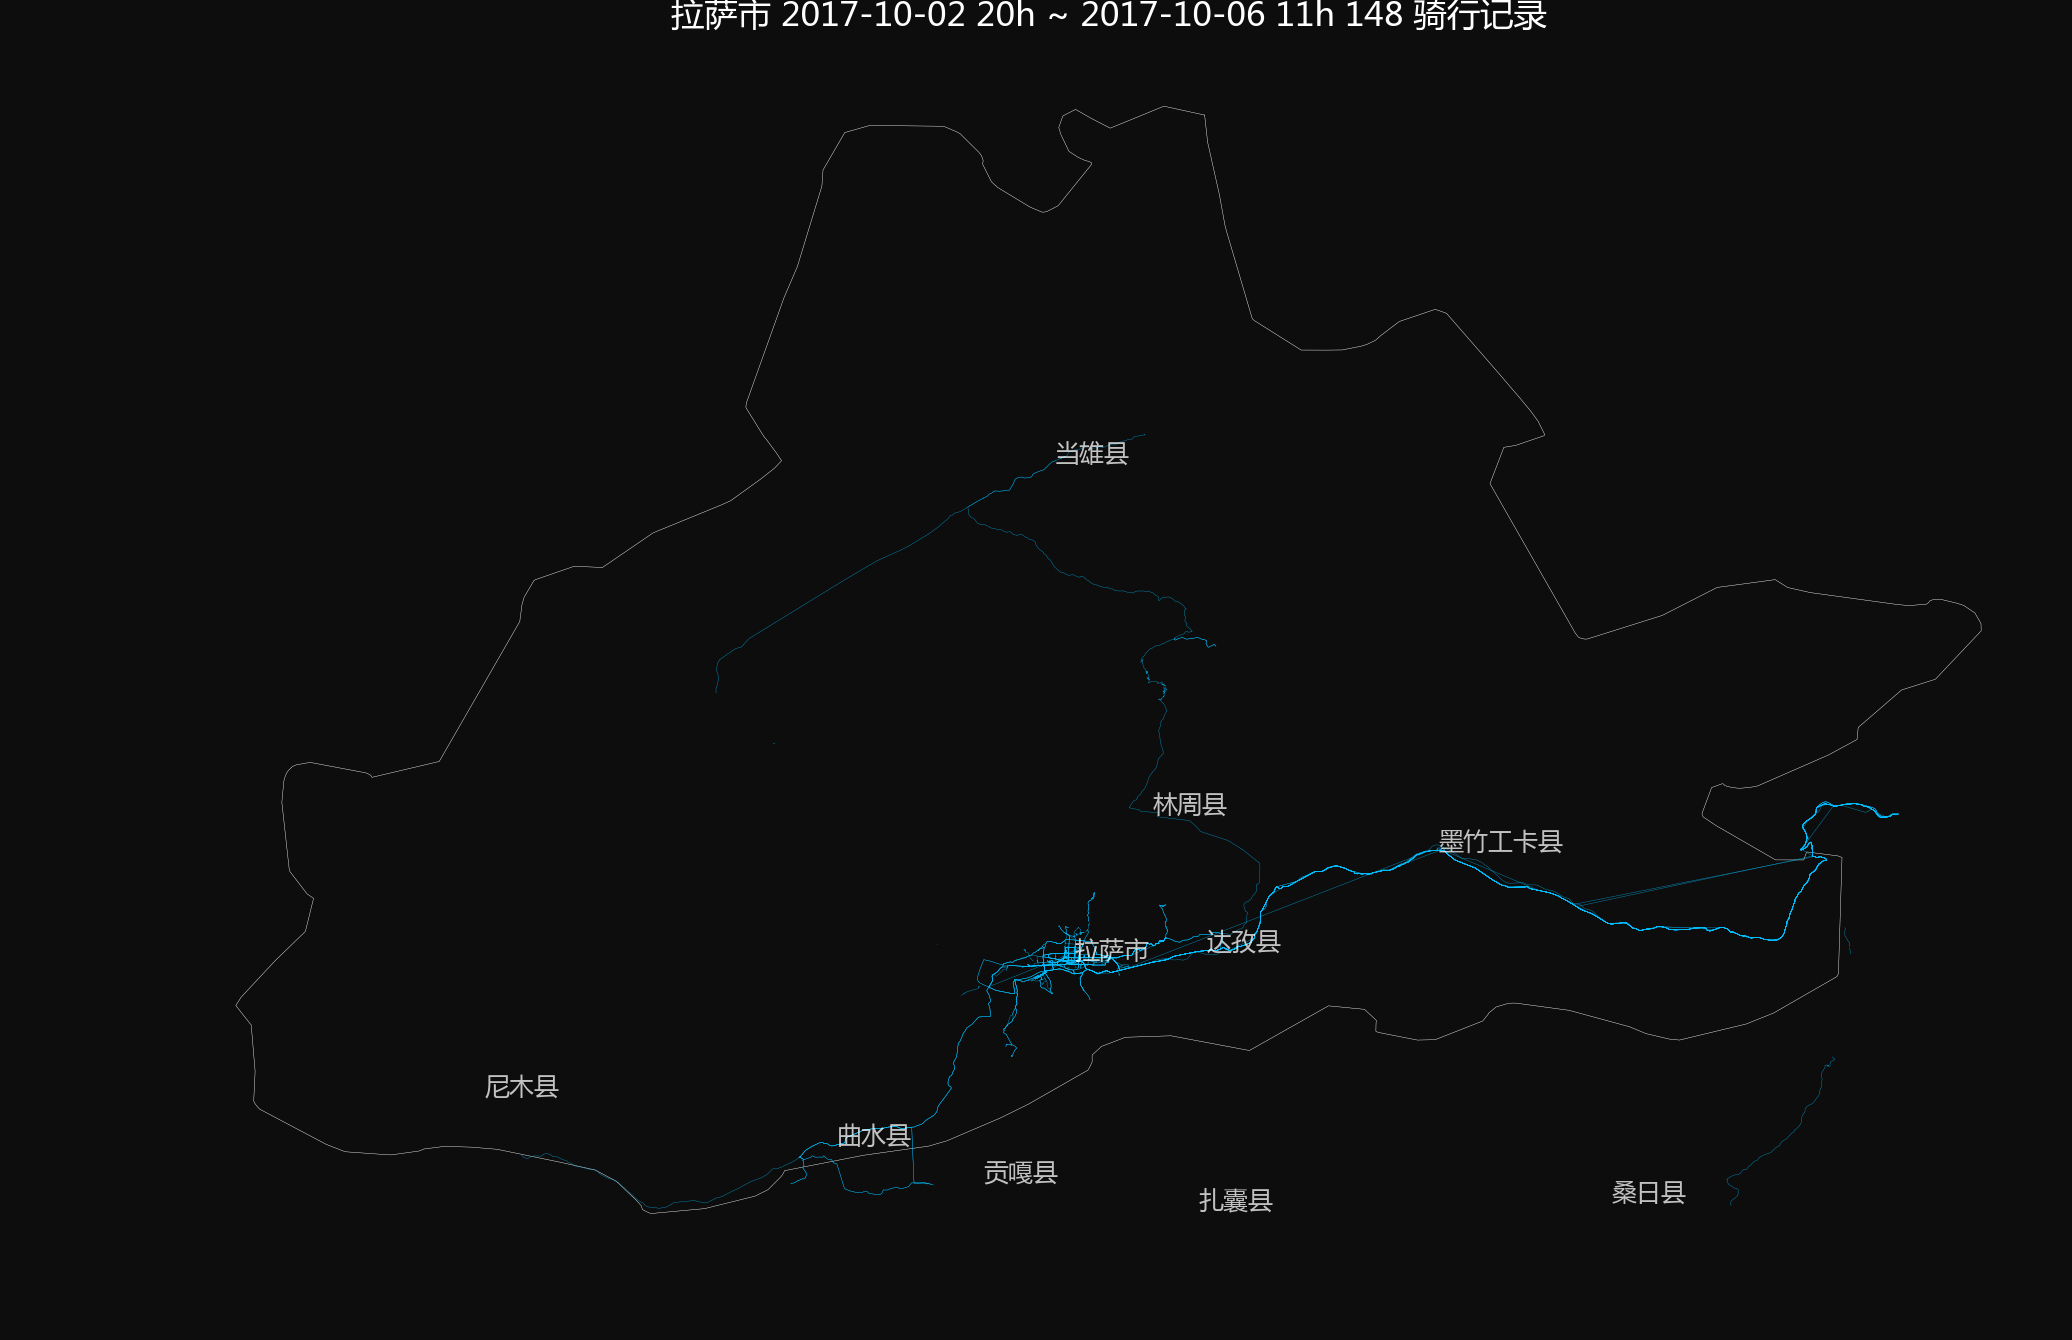 拉萨市 2017-10-02 20h ~ 2017-10-06 11h 148 骑行记录
当雄县
林周县
墨竹工卡县
拉萨市
达孜县
尼木县
曲水县
贡嘎县
扎囊县
桑日县